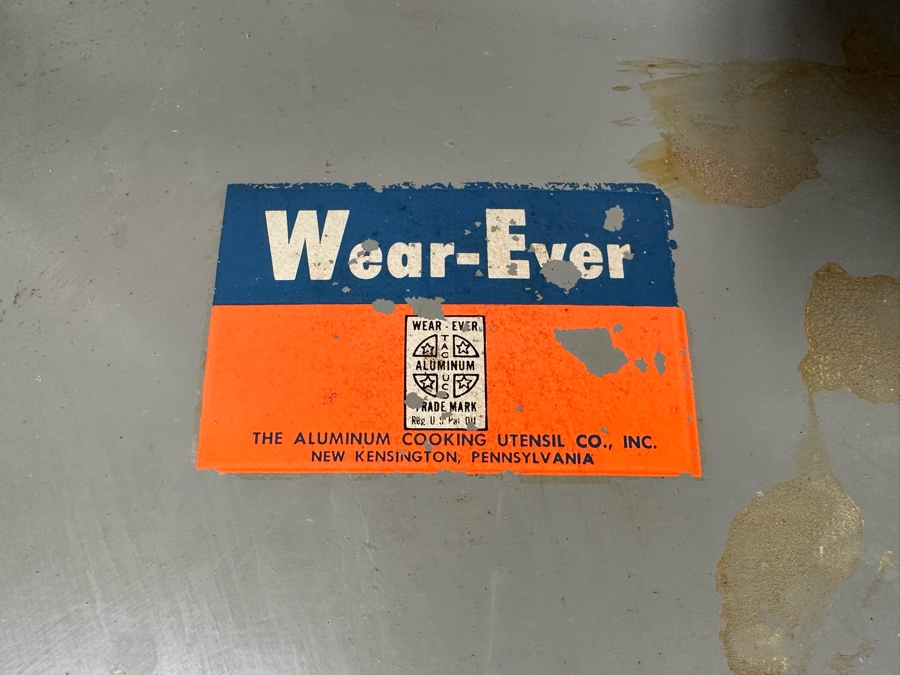 Wear-Ever
WEAR-EVER
TACU
ALUMINUM
TRADE MARK
Reg. U.S. Pat. Off.
THE ALUMINUM COOKING UTENSIL CO., INC.
NEW KENSINGTON, PENNSYLVANIA